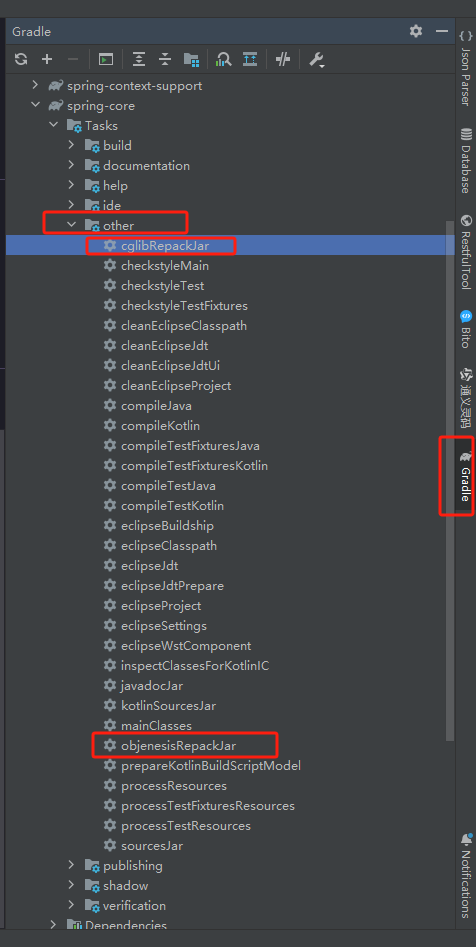 Gradle
spring-context-support
spring-core
Tasks
build
documentation
help
ide
other
cglibRepackJar
checkstyleMain
checkstyleTest
checkstyleTestFixtures
cleanEclipseClasspath
cleanEclipseJdt
cleanEclipseJdtUi
cleanEclipseProject
compileJava
compileKotlin
compileTestFixturesJava
compileTestFixturesKotlin
compileTestJava
compileTestKotlin
eclipseBuildship
eclipseClasspath
eclipseJdt
eclipseJdtPrepare
eclipseProject
eclipseSettings
eclipseWstComponent
inspectClassesForKotlinIC
javadocJar
kotlinSourcesJar
mainClasses
objenesisRepackJar
prepareKotlinBuildScriptModel
processResources
processTestFixturesResources
processTestResources
sourcesJar
publishing
shadow
verification
Dependencies
Json Parser
Database
RestfulTool
Bito
通义灵码
Gradle
Notifications